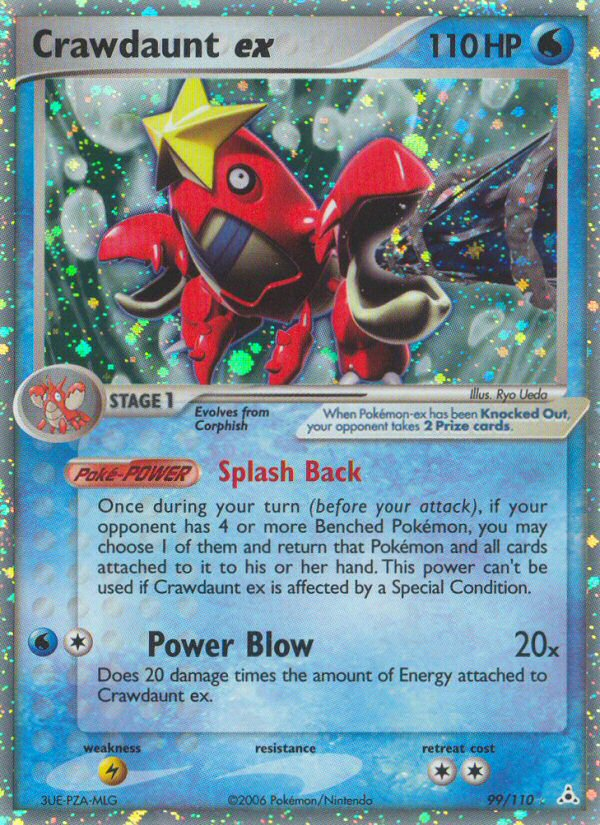 Crawdaunt ex 110 HP
Illus. Ryo Ueda
STAGE 1
Evolves from
Corphish
When Pokémon-ex has been Knocked Out,
your opponent takes 2 Prize cards.
Poké-POWER Splash Back
Once during your turn (before your attack), if your
opponent has 4 or more Benched Pokémon, you may
choose 1 of them and return that Pokémon and all cards
attached to it to his or her hand. This power can't be
used if Crawdaunt ex is affected by a Special Condition.
Power Blow 20x
Does 20 damage times the amount of Energy attached to
Crawdaunt ex.
weakness resistance retreat cost
3UE-PZA-MLG ©2006 Pokémon/Nintendo 99/110